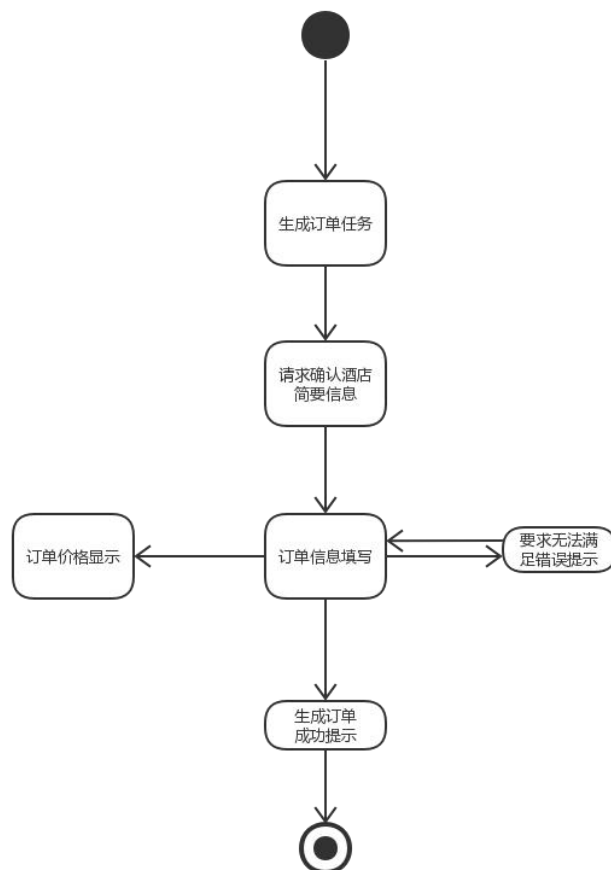 生成订单任务
请求确认酒店
简要信息
订单价格显示
订单信息填写
要求无法满
足错误提示
生成订单
成功提示